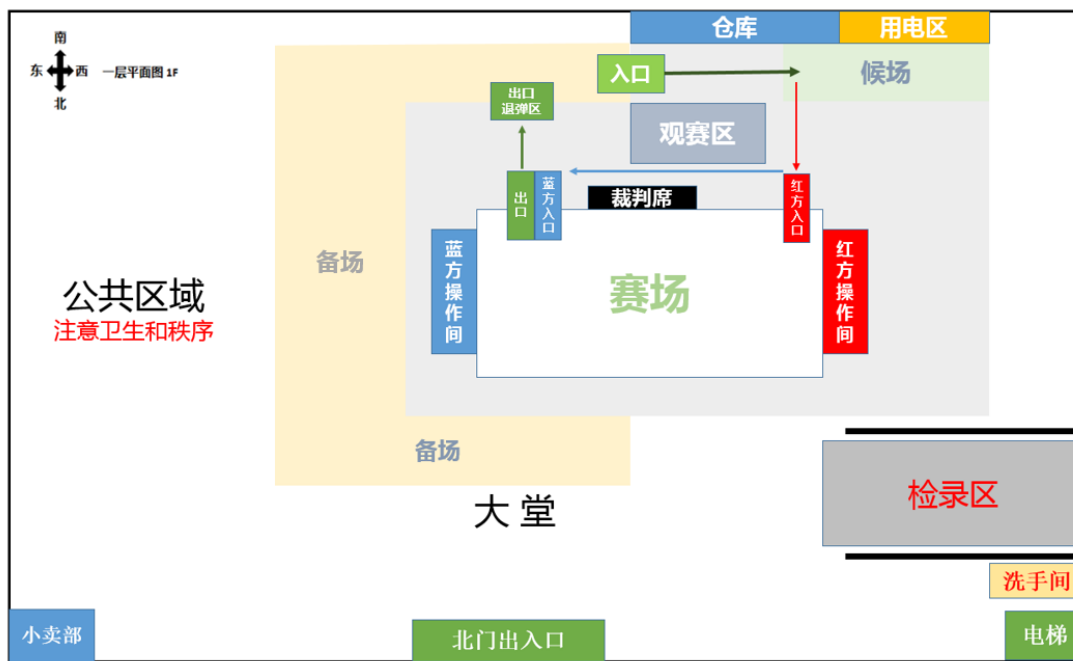 仓库
用电区
南
东
西
一层平面图 1F
北
入口
候场
出口
退弹区
观赛区
出口
蓝方入口
裁判席
红方入口
备场
蓝方操作间
赛场
红方操作间
公共区域
注意卫生和秩序
备场
检录区
大堂
洗手间
小卖部
北门出入口
电梯